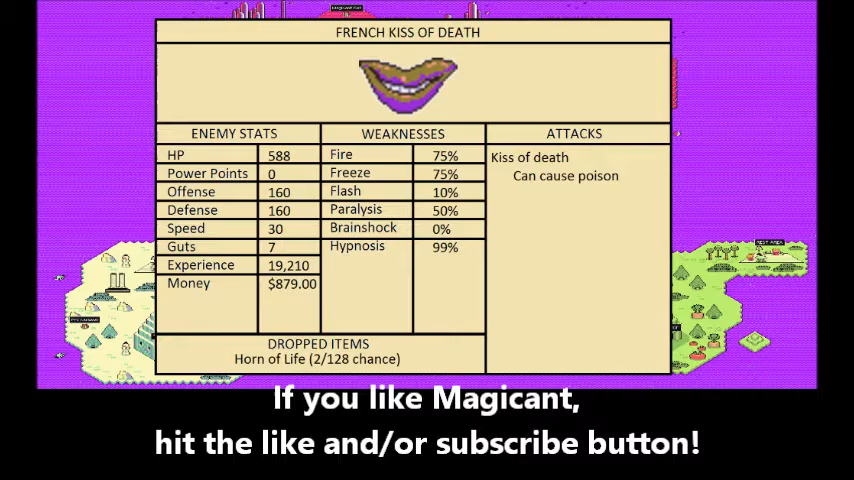 FRENCH KISS OF DEATH
ENEMY STATS
HP 588
Power Points 0
Offense 160
Defense 160
Speed 30
Guts 7
Experience 19,210
Money $879.00
WEAKNESSES
Fire 75%
Freeze 75%
Flash 10%
Paralysis 50%
Brainshock 0%
Hypnosis 99%
ATTACKS
Kiss of death
Can cause poison
DROPPED ITEMS
Horn of Life (2/128 chance)
REST AREA
If you like Magicant,
hit the like and/or subscribe button!